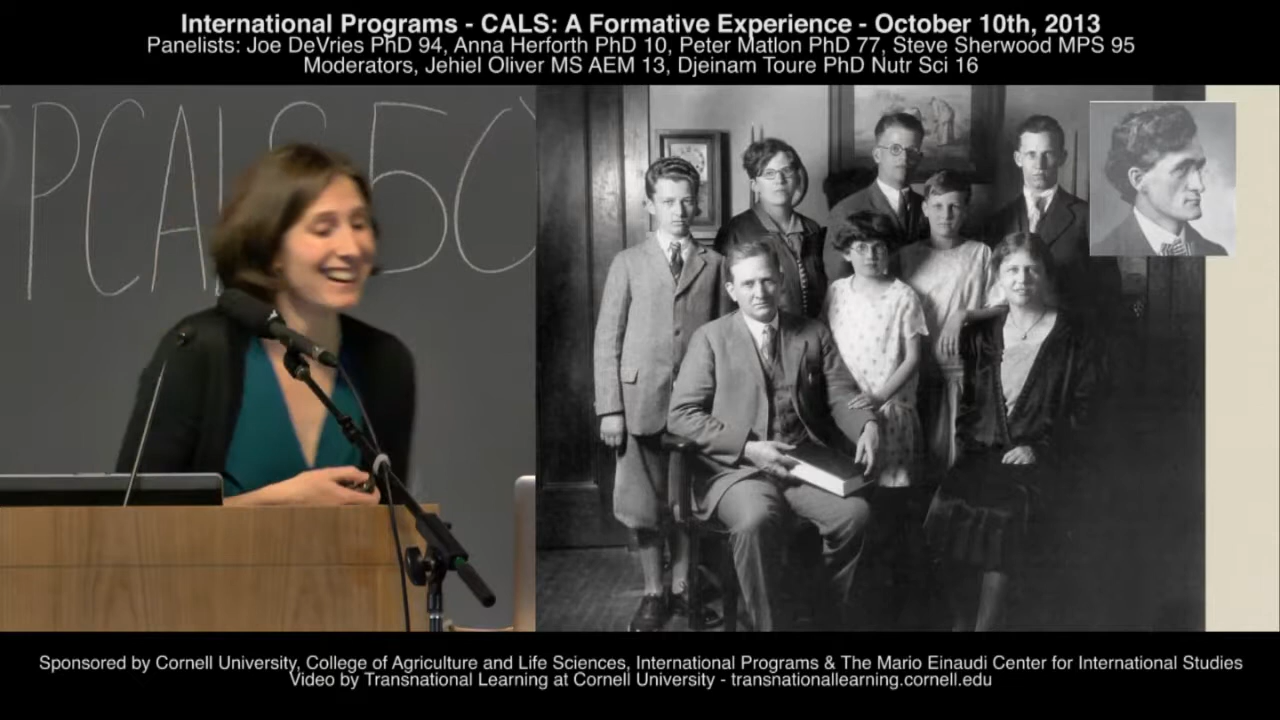 International Programs - CALS: A Formative Experience - October 10th, 2013
Panelists: Joe DeVries PhD 94, Anna Herforth PhD 10, Peter Matlon PhD 77, Steve Sherwood MPS 95
Moderators, Jehiel Oliver MS AEM 13, Djeinam Toure PhD Nutr Sci 16
PCALS 50
Sponsored by Cornell University, College of Agriculture and Life Sciences, International Programs & The Mario Einaudi Center for International Studies
Video by Transnational Learning at Cornell University - transnationallearning.cornell.edu